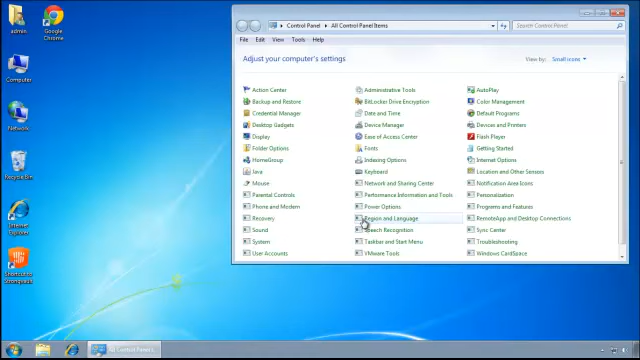 admin
Google
Chrome
Computer
Network
Recycle Bin
Internet
Explorer
Shortcut to
Control Panel
All Control Panel Items
Search Control Panel
File Edit View Tools Help
Adjust your computer's settings
View by: Small icons
Action Center
Administrative Tools
AutoPlay
Backup and Restore
BitLocker Drive Encryption
Color Management
Credential Manager
Date and Time
Default Programs
Desktop Gadgets
Device Manager
Devices and Printers
Display
Ease of Access Center
Flash Player
Folder Options
Fonts
Getting Started
HomeGroup
Indexing Options
Internet Options
Java
Keyboard
Location and Other Sensors
Mouse
Network and Sharing Center
Notification Area Icons
Parental Controls
Performance Information and Tools
Personalization
Phone and Modem
Power Options
Programs and Features
Recovery
Region and Language
RemoteApp and Desktop Connections
Sound
Speech Recognition
Sync Center
System
Taskbar and Start Menu
Troubleshooting
User Accounts
VMware Tools
Windows CardSpace
All Control Panel I...